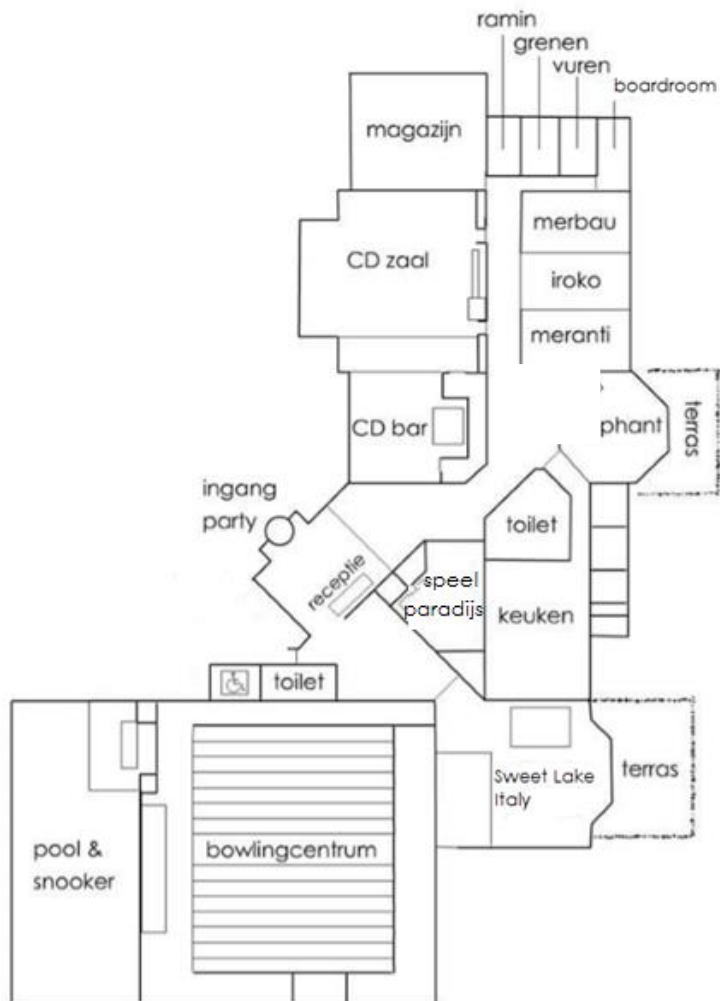 ramin
grenen
vuren
boardroom
magazijn
merbau
CD zaal
iroko
meranti
phant
terras
CD bar
ingang
party
toilet
receptie
speel
paradijs
keuken
toilet
Sweet Lake
Italy
terras
pool &
snooker
bowlingcentrum